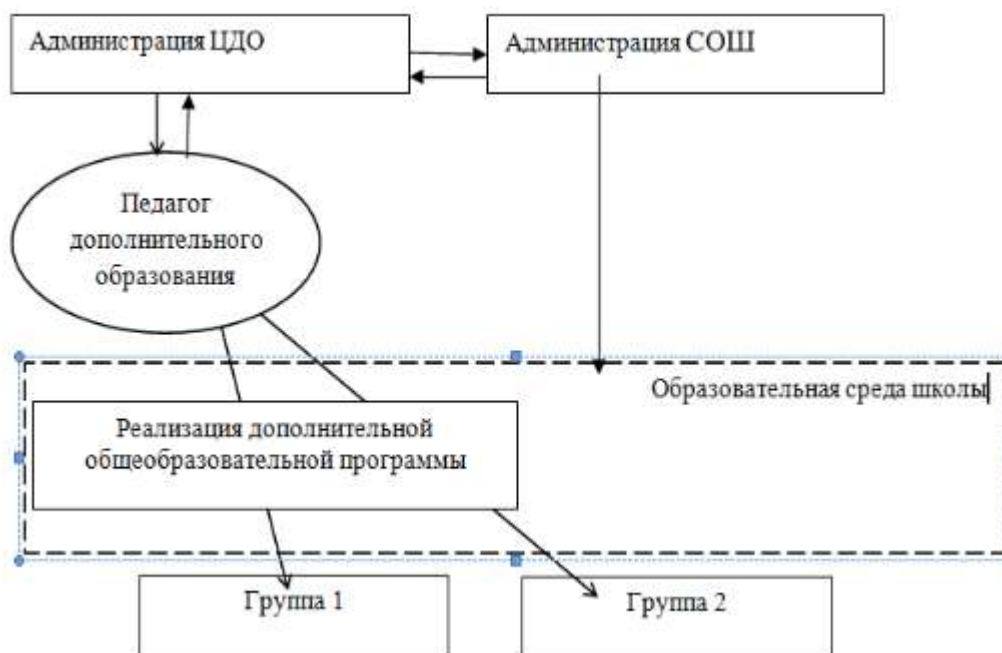 Администрация ЦДО
Администрация СОШ
Педагог
дополнительного
образования
Образовательная среда школы
Реализация дополнительной
общеобразовательной программы
Группа 1
Группа 2